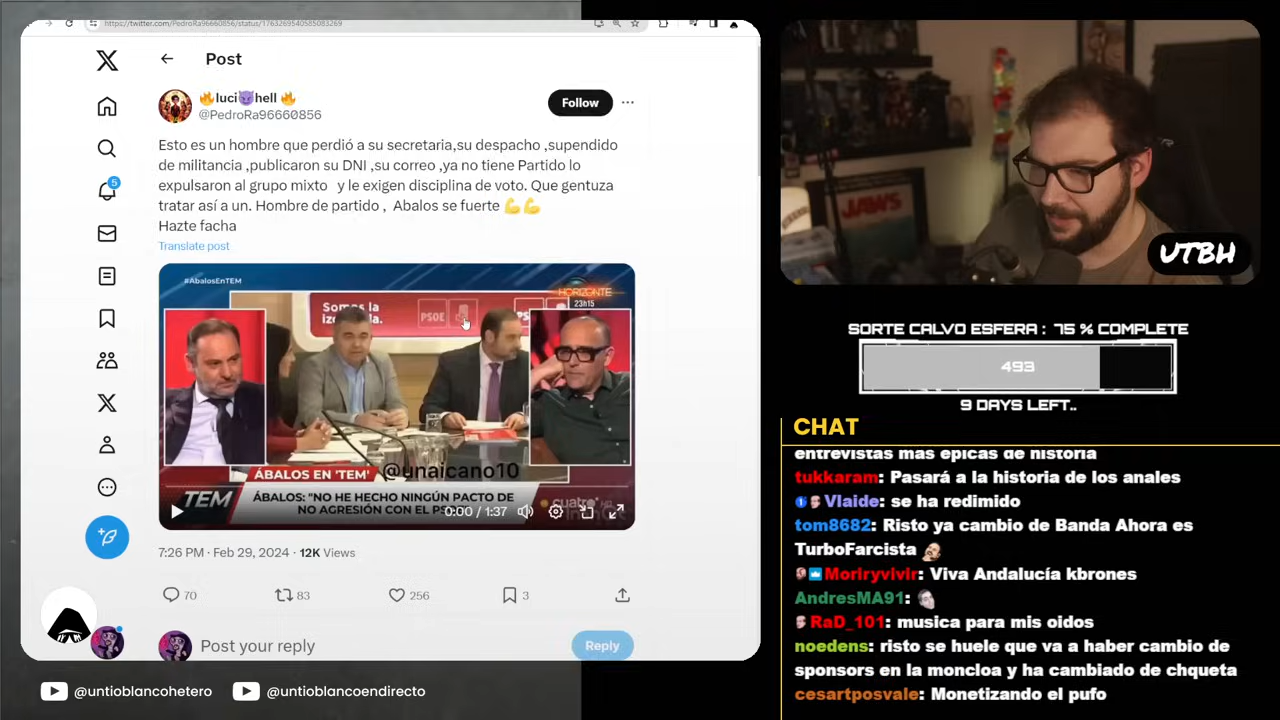 https://twitter.com/PedroRa96660856/status/1763269540585083269
Post
🔥luci😈hell 🔥
@PedroRa96660856
Follow
Esto es un hombre que perdió a su secretaria,su despacho ,supendido
de militancia ,publicaron su DNI ,su correo ,ya no tiene Partido lo
expulsaron al grupo mixto y le exigen disciplina de voto. Que gentuza
tratar así a un. Hombre de partido , Abalos se fuerte 💪💪
Hazte facha
Translate post
5
#ÁbalosEnTEM
HORIZONTE
23h15
Somos la
PSOE
@unaicano10
ÁBALOS EN 'TEM'
TEM
ÁBALOS: "NO HE HECHO NINGÚN PACTO DE
NO AGRESIÓN CON EL
cuatro
0:00 / 1:37
7:26 PM · Feb 29, 2024 · 12K Views
70
83
256
3
Post your reply
Reply
@untioblancohetero
@untioblancoendirecto
JAWS
UTBH
SORTE CALVO ESFERA : 75 % COMPLETE
493
9 DAYS LEFT..
CHAT
entrevistas mas epicas de historia
tukkaram: Pasará a la historia de los anales
Vlaide: se ha redimido
tom8682: Risto ya cambio de Banda Ahora es
TurboFarcista
Moriryvivir: Viva Andalucía kbrones
AndresMA91:
RaD_101: musica para mis oidos
noedens: risto se huele que va a haber cambio de
sponsors en la moncloa y ha cambiado de chqueta
cesartposvale: Monetizando el pufo